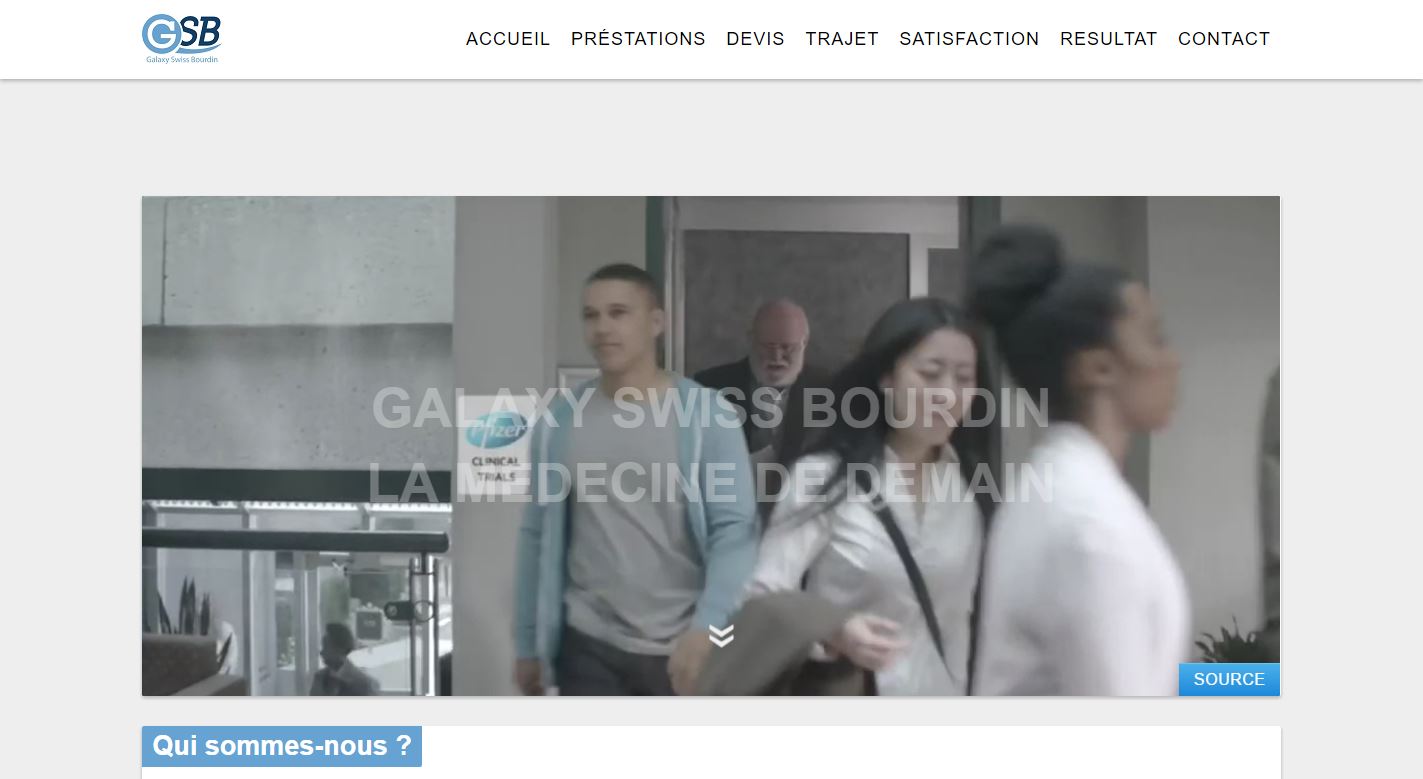 GSB
Galaxy Swiss Bourdin
ACCUEIL PRÉSTATIONS DEVIS TRAJET SATISFACTION RESULTAT CONTACT
GALAXY SWISS BOURDIN
LA MEDECINE DE DEMAIN
Pfizer
CLINICAL
TRIALS
SOURCE
Qui sommes-nous ?